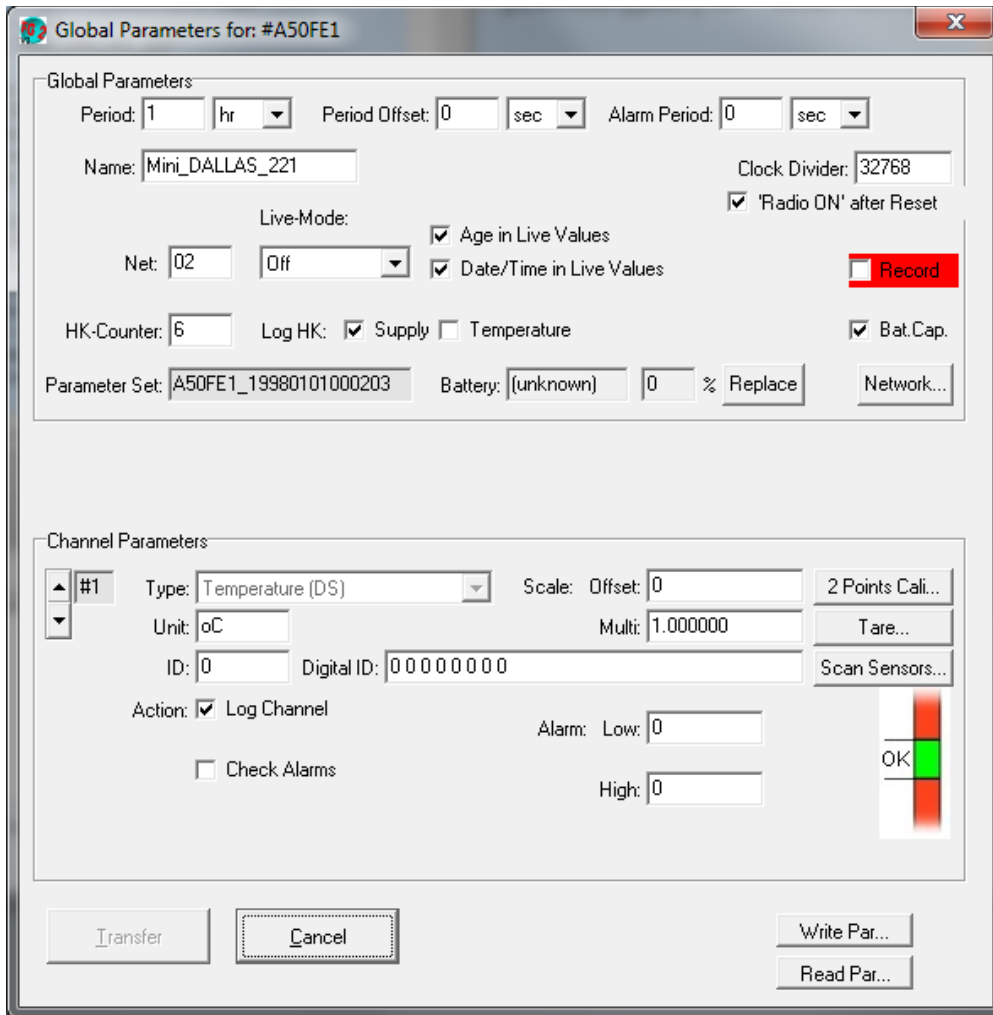 Global Parameters for: #A50FE1
Global Parameters
Period: 1 hr Period Offset: 0 sec Alarm Period: 0 sec
Name: Mini_DALLAS_221 Clock Divider: 32768
'Radio ON' after Reset
Live-Mode:
Age in Live Values
Net: 02 Off Date/Time in Live Values Record
HK-Counter: 6 Log HK: Supply Temperature Bat.Cap.
Parameter Set: A50FE1_19980101000203 Battery: (unknown) 0 % Replace Network...
Channel Parameters
#1 Type: Temperature (DS) Scale: Offset: 0 2 Points Cali...
Unit: oC Multi: 1.000000 Tare...
ID: 0 Digital ID: 0 0 0 0 0 0 0 0 Scan Sensors...
Action: Log Channel Alarm: Low: 0
OK
Check Alarms High: 0
Transfer Cancel Write Par...
Read Par...